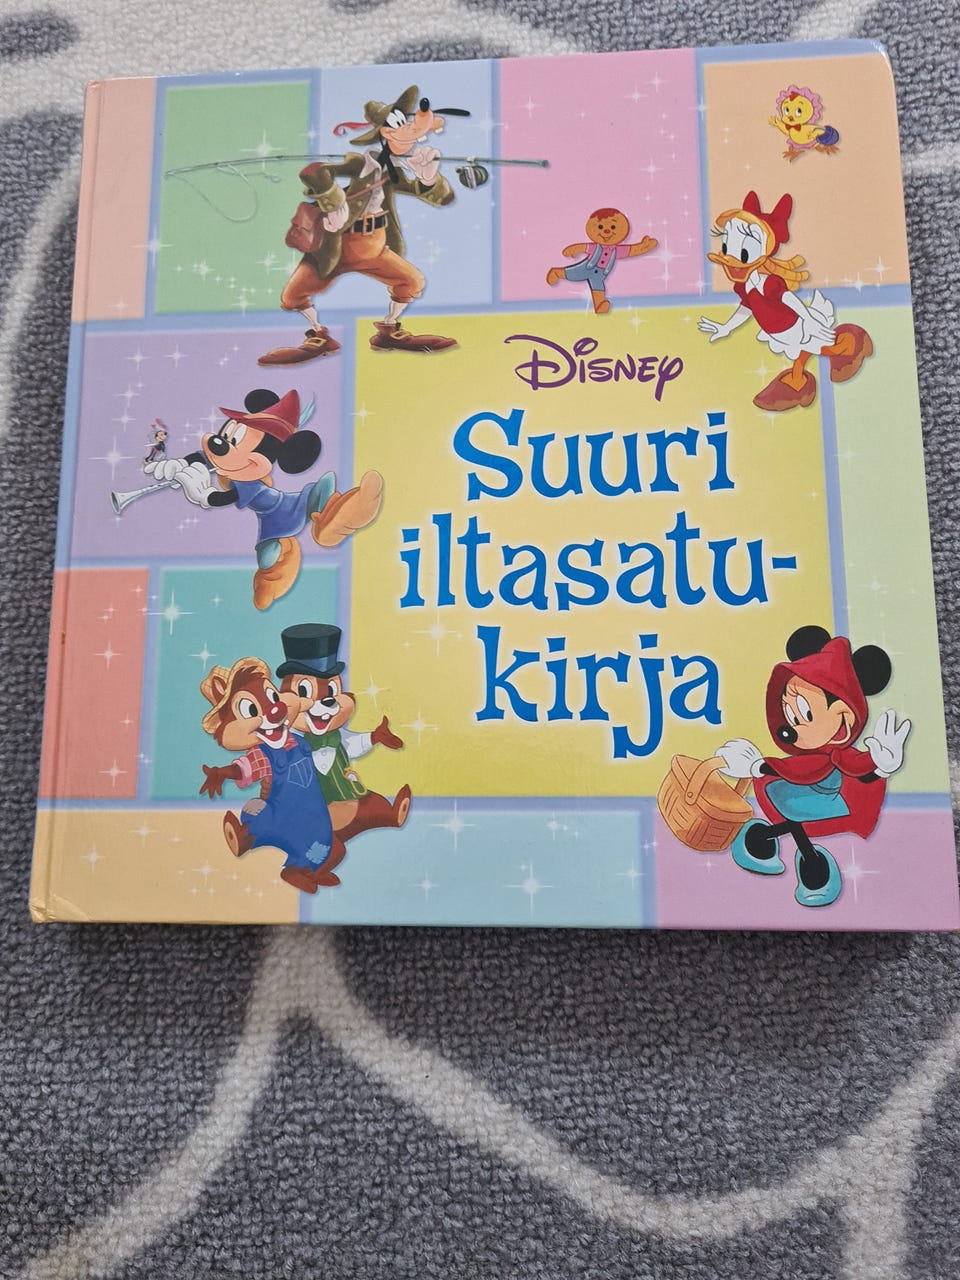 Disney
Suuri
iltasatu-
kirja